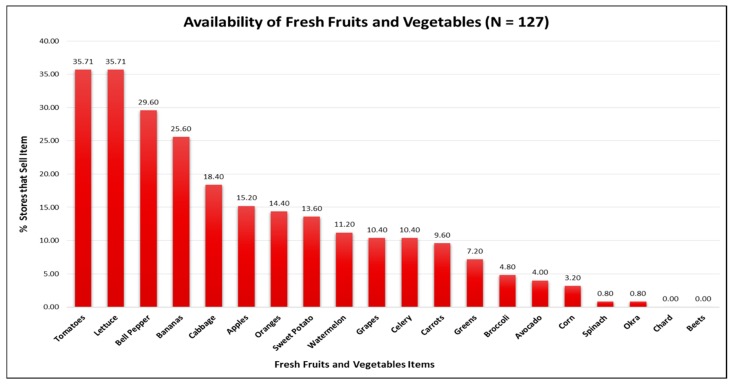 Availability of Fresh Fruits and Vegetables (N = 127)
40.00
35.00
30.00
25.00
20.00
15.00
10.00
5.00
0.00
% Stores that Sell Item
35.71
35.71
29.60
25.60
18.40
15.20
14.40
13.60
11.20
10.40
10.40
9.60
7.20
4.80
4.00
3.20
0.80
0.80
0.00
0.00
Tomatoes
Lettuce
Bell Pepper
Bananas
Cabbage
Apples
Oranges
Sweet Potato
Watermelon
Grapes
Celery
Carrots
Greens
Broccoli
Avocado
Corn
Spinach
Okra
Chard
Beets
Fresh Fruits and Vegetables Items